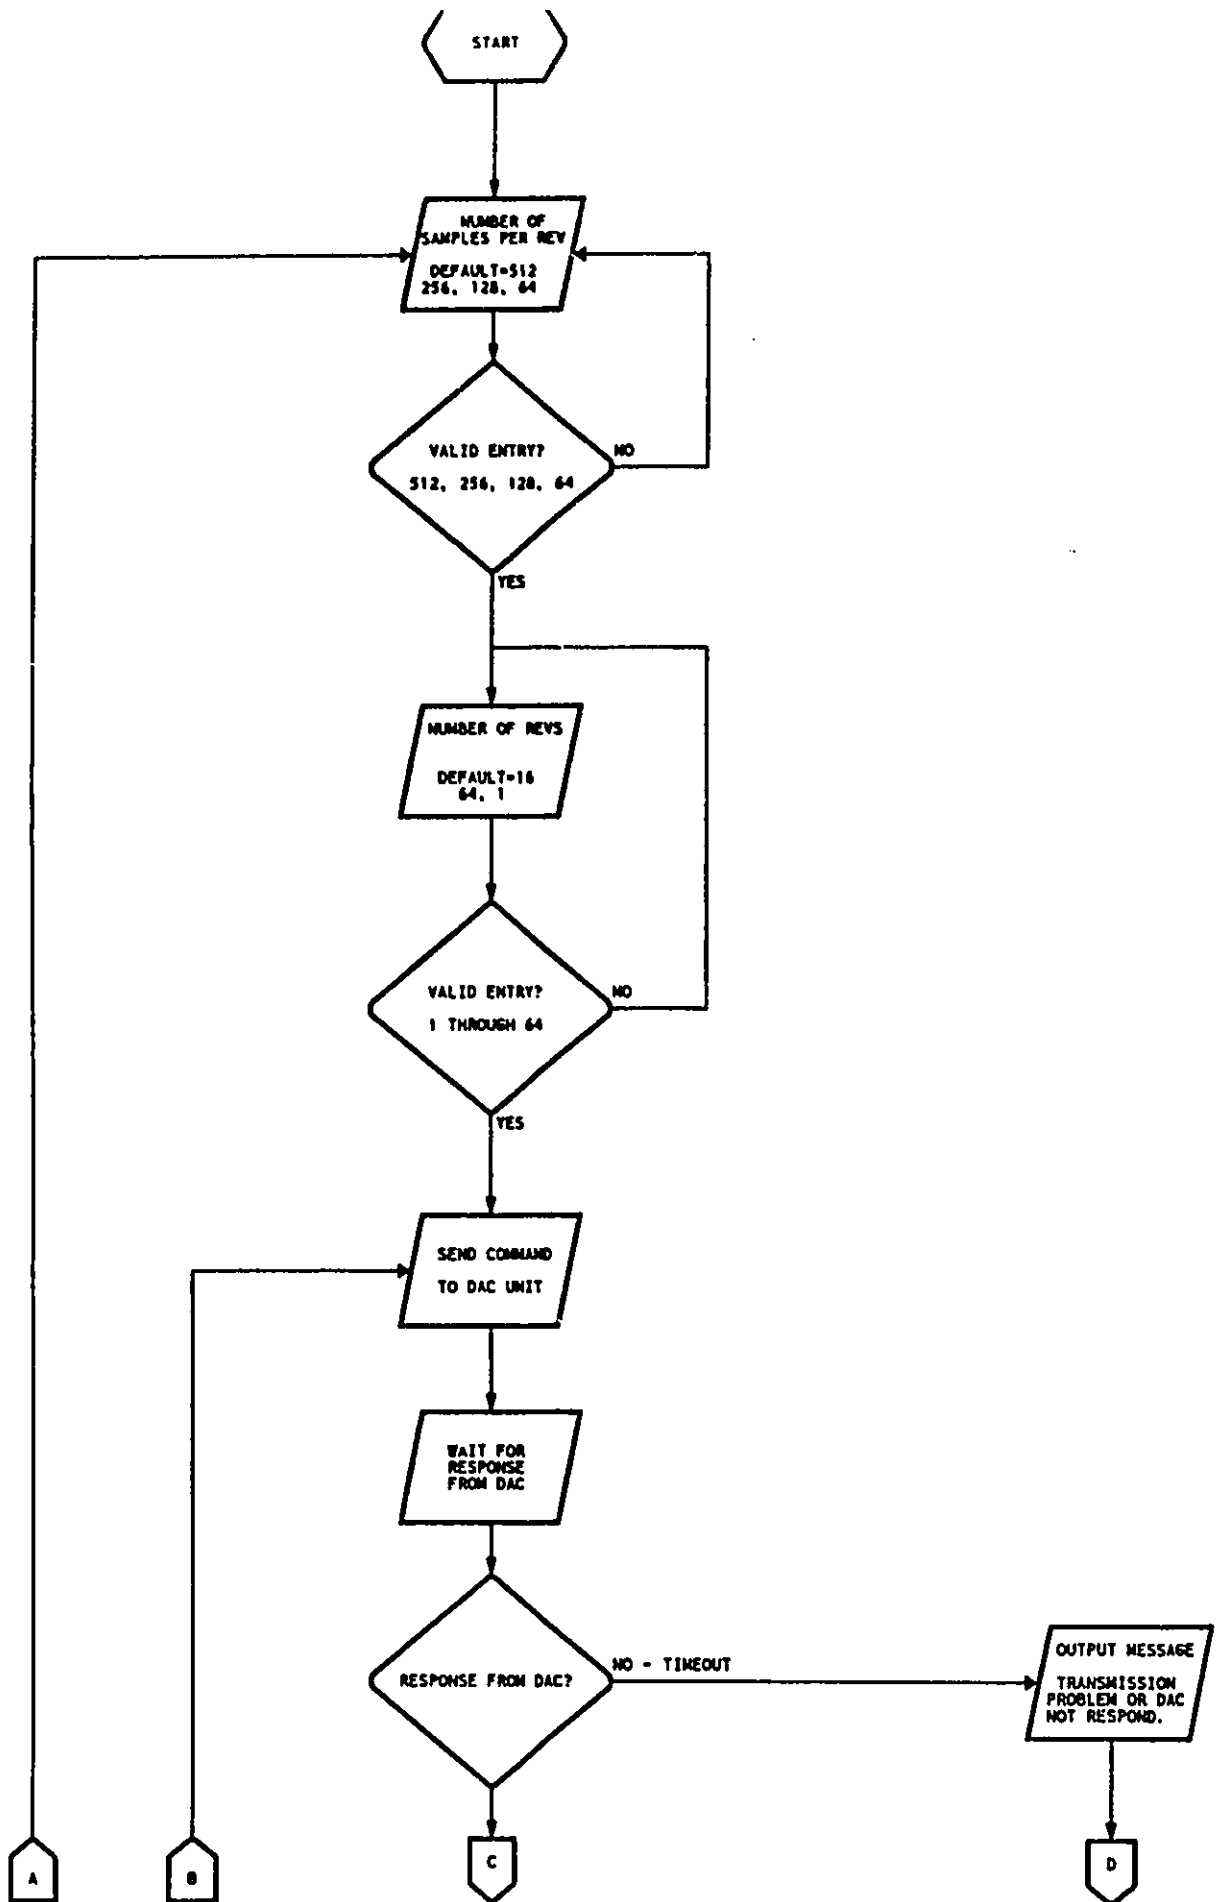 START
NUMBER OF
SAMPLES PER REV
DEFAULT=512
256, 128, 64
VALID ENTRY?
NO
512, 256, 128, 64
YES
NUMBER OF REVS
DEFAULT=16
64, 1
VALID ENTRY?
NO
1 THROUGH 64
YES
SEND COMMAND
TO DAC UNIT
WAIT FOR
RESPONSE
FROM DAC
RESPONSE FROM DAC?
NO - TIMEOUT
OUTPUT MESSAGE
TRANSMISSION
PROBLEM OR DAC
NOT RESPOND.
A
B
C
D